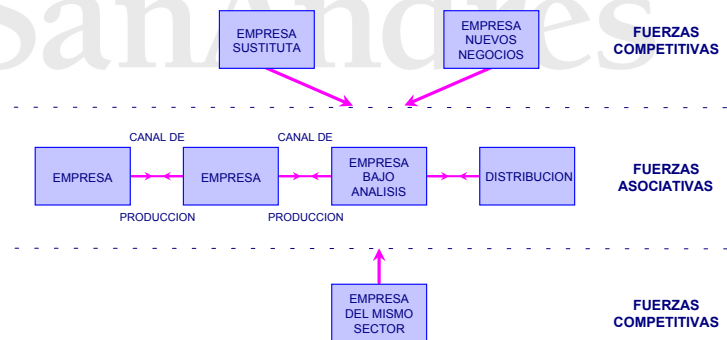 SanAndres
EMPRESA
SUSTITUTA
EMPRESA
NUEVOS
NEGOCIOS
FUERZAS
COMPETITIVAS
CANAL DE
CANAL DE
EMPRESA
EMPRESA
EMPRESA
BAJO
ANALISIS
DISTRIBUCION
FUERZAS
ASOCIATIVAS
PRODUCCION
PRODUCCION
EMPRESA
DEL MISMO
SECTOR
FUERZAS
COMPETITIVAS